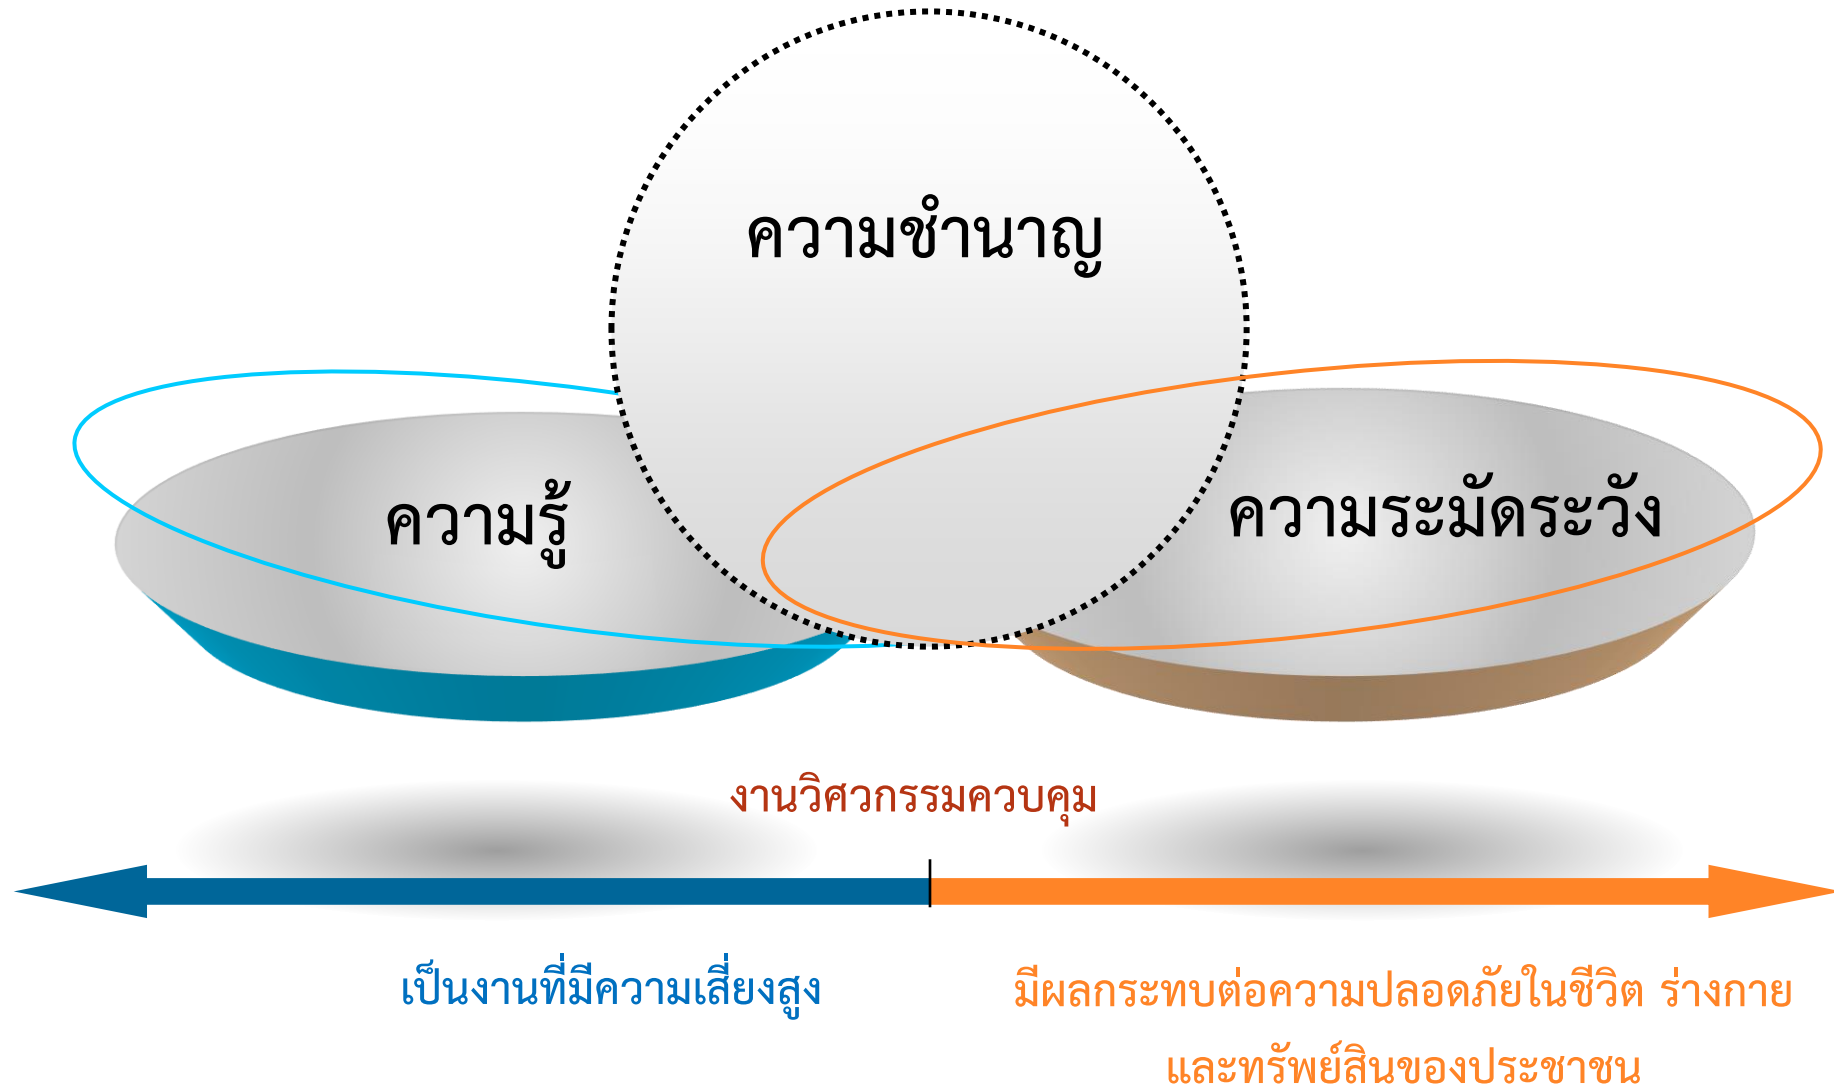 ความชำนาญ
ความรู้
ความระมัดระวัง
งานวิศวกรรมควบคุม
เป็นงานที่มีความเสี่ยงสูง
มีผลกระทบต่อความปลอดภัยในชีวิต ร่างกาย
และทรัพย์สินของประชาชน